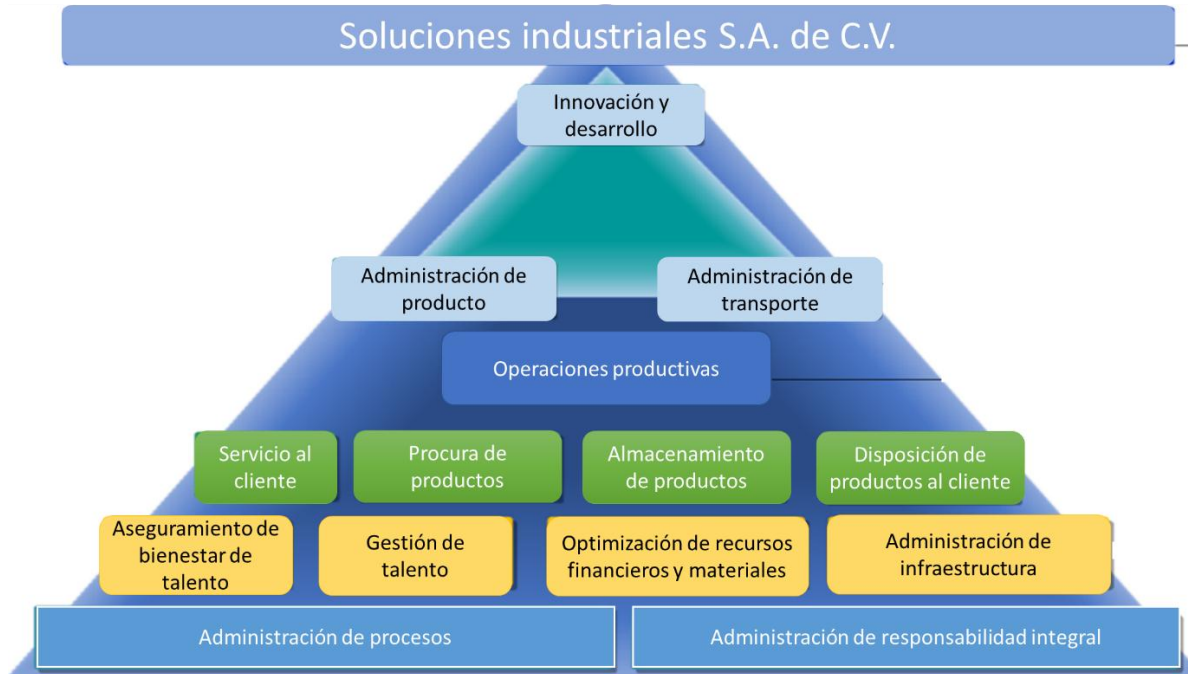 Soluciones industriales S.A. de C.V.
Innovación y
desarrollo
Administración de
producto
Administración de
transporte
Operaciones productivas
Servicio al
cliente
Procura de
productos
Almacenamiento
de productos
Disposición de
productos al cliente
Aseguramiento de
bienestar de
talento
Gestión de
talento
Optimización de recursos
financieros y materiales
Administración de
infraestructura
Administración de procesos
Administración de responsabilidad integral